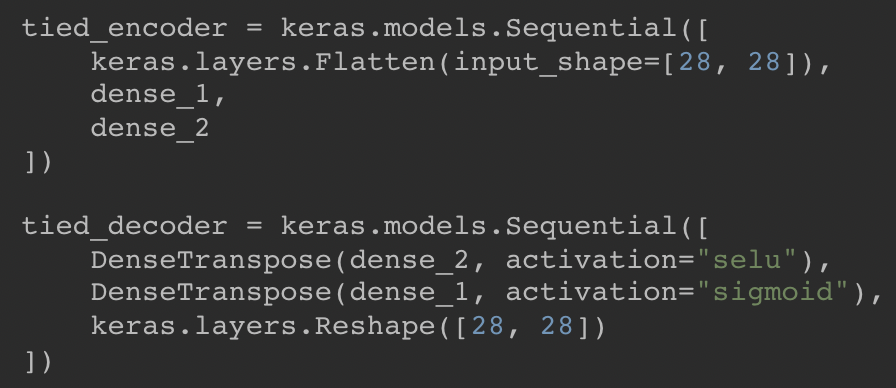 tied_encoder = keras.models.Sequential([
    keras.layers.Flatten(input_shape=[28, 28]),
    dense_1,
    dense_2
])

tied_decoder = keras.models.Sequential([
    DenseTranspose(dense_2, activation="selu"),
    DenseTranspose(dense_1, activation="sigmoid"),
    keras.layers.Reshape([28, 28])
])